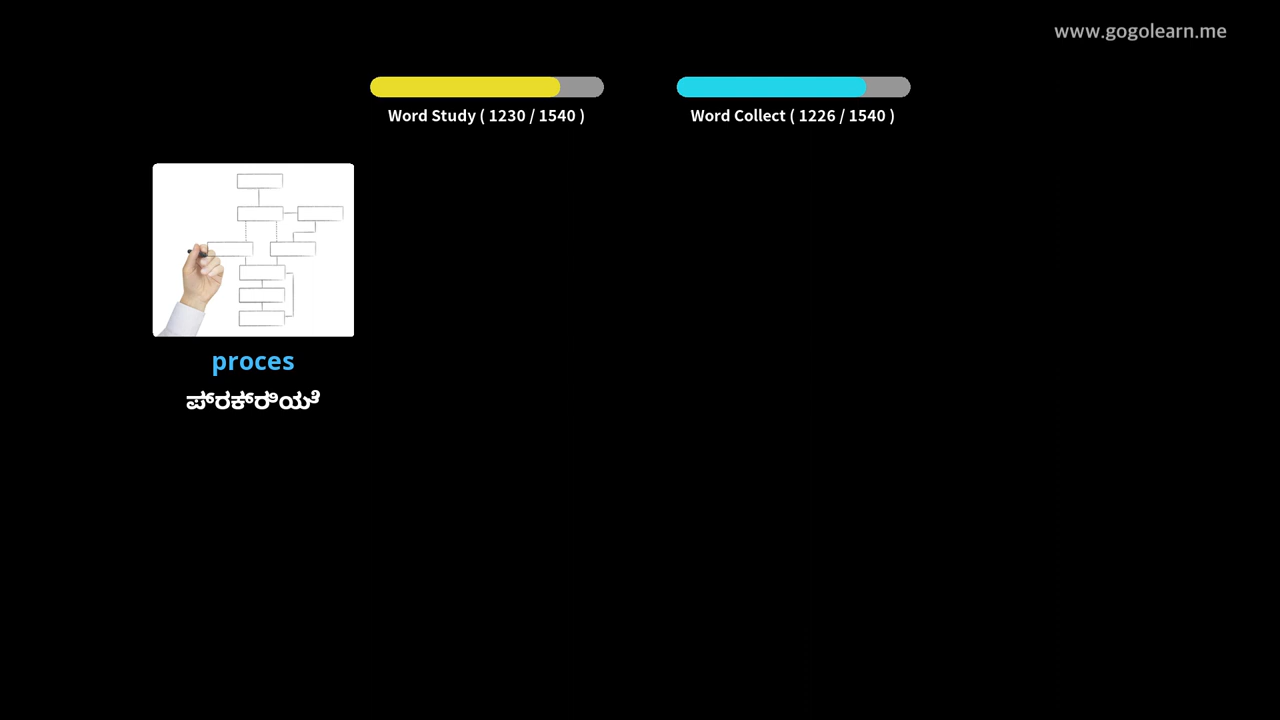 www.gogolearn.me
Word Study ( 1230 / 1540 )
Word Collect ( 1226 / 1540 )
proces
ಪ್ರಕ್ರಿಯೆ